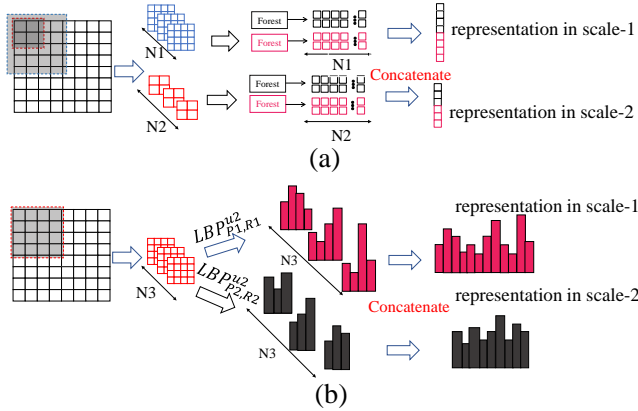 N1
Forest
Forest
N1
representation in scale-1
Concatenate
N2
Forest
Forest
N2
representation in scale-2
(a)
N3
LBP^{u2}_{P1,R1}
LBP^{u2}_{P2,R2}
N3
N3
representation in scale-1
Concatenate
representation in scale-2
(b)